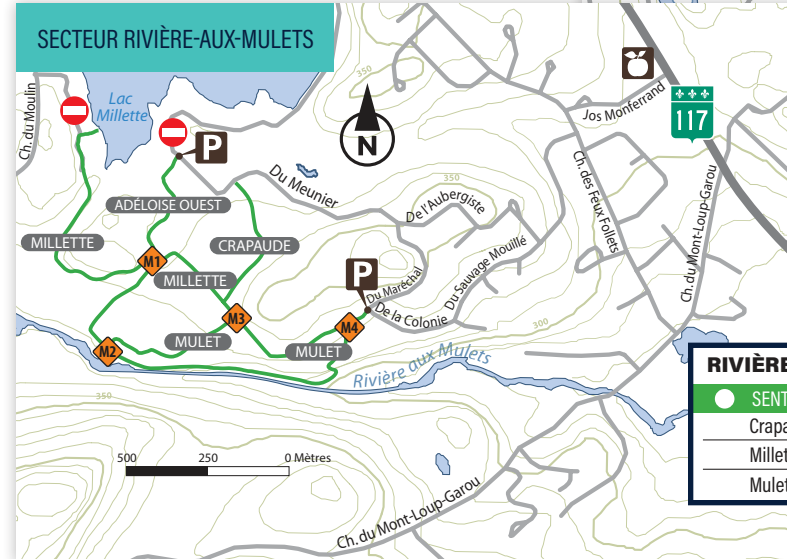 SECTEUR RIVIÈRE-AUX-MULETS
Ch. du Moulin
Lac
Millette
P
N
350
Jos Monferrand
117
Du Meunier
350
De l'Aubergiste
Ch. des Feux Follets
Ch. du Mont-Loup-Garou
ADÉLOISE OUEST
MILLETTE
CRAPAUDE
M1
MILLETTE
P
Du Maréchal
Du Sauvage Mouillé
De la Colonie
M3
M4
300
MULET
MULET
M2
Rivière aux Mulets
350
RIVIÈRE
SENT
Crapa
Millet
Mulet
500 250 0 Mètres
Ch. du Mont-Loup-Garou